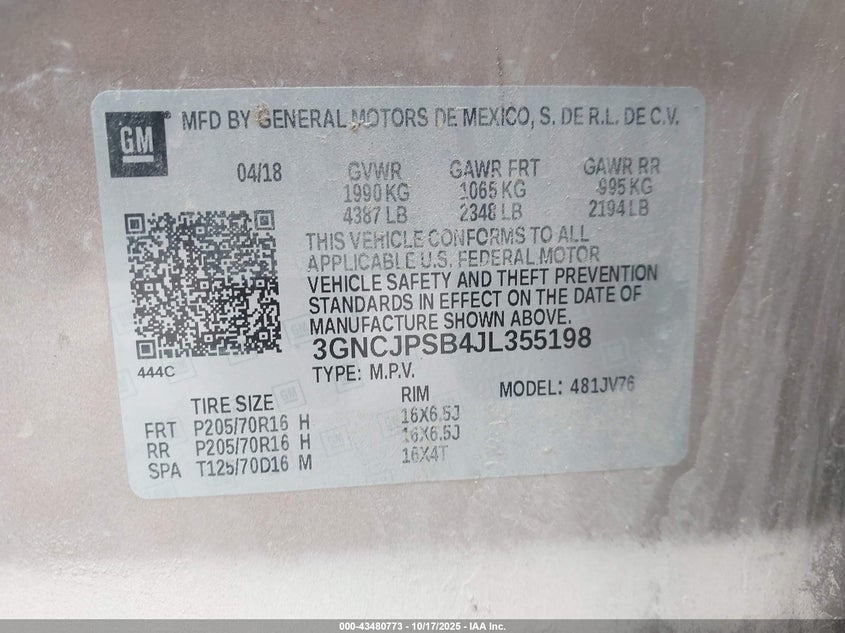 GM
MFD BY GENERAL MOTORS DE MEXICO, S. DE R.L. DE C.V.
04/18 GVWR GAWR FRT GAWR RR
1990 KG 1065 KG 995 KG
4387 LB 2348 LB 2194 LB
THIS VEHICLE CONFORMS TO ALL
APPLICABLE U.S. FEDERAL MOTOR
VEHICLE SAFETY AND THEFT PREVENTION
STANDARDS IN EFFECT ON THE DATE OF
MANUFACTURE SHOWN ABOVE.
3GNCJPSB4JL355198
444C
TYPE: M.P.V. MODEL: 481JV76
TIRE SIZE RIM
FRT P205/70R16 H 16X6.5J
RR P205/70R16 H 16X6.5J
SPA T125/70D16 M 16X4T
000-43480773 - 10/17/2025 - IAA Inc.